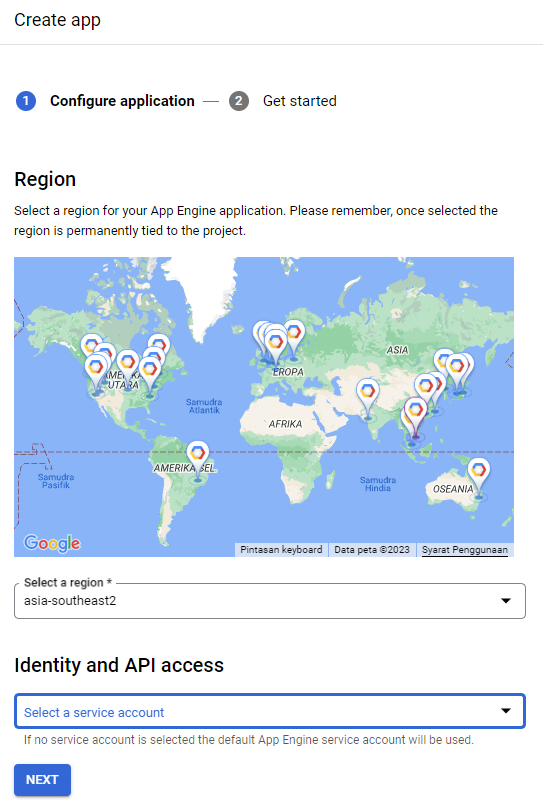 Create app
1 Configure application — 2 Get started
Region
Select a region for your App Engine application. Please remember, once selected the
region is permanently tied to the project.
ASIA
EROPA
AMERIKA
UTARA
Samudra
Atlantik
AFRIKA
AMERIKA SEL.
Samudra
Pasifik
Samudra
Hindia
OSEANIA
Google
Pintasan keyboard Data peta ©2023 Syarat Penggunaan
Select a region *
asia-southeast2
Identity and API access
Select a service account
If no service account is selected the default App Engine service account will be used.
NEXT